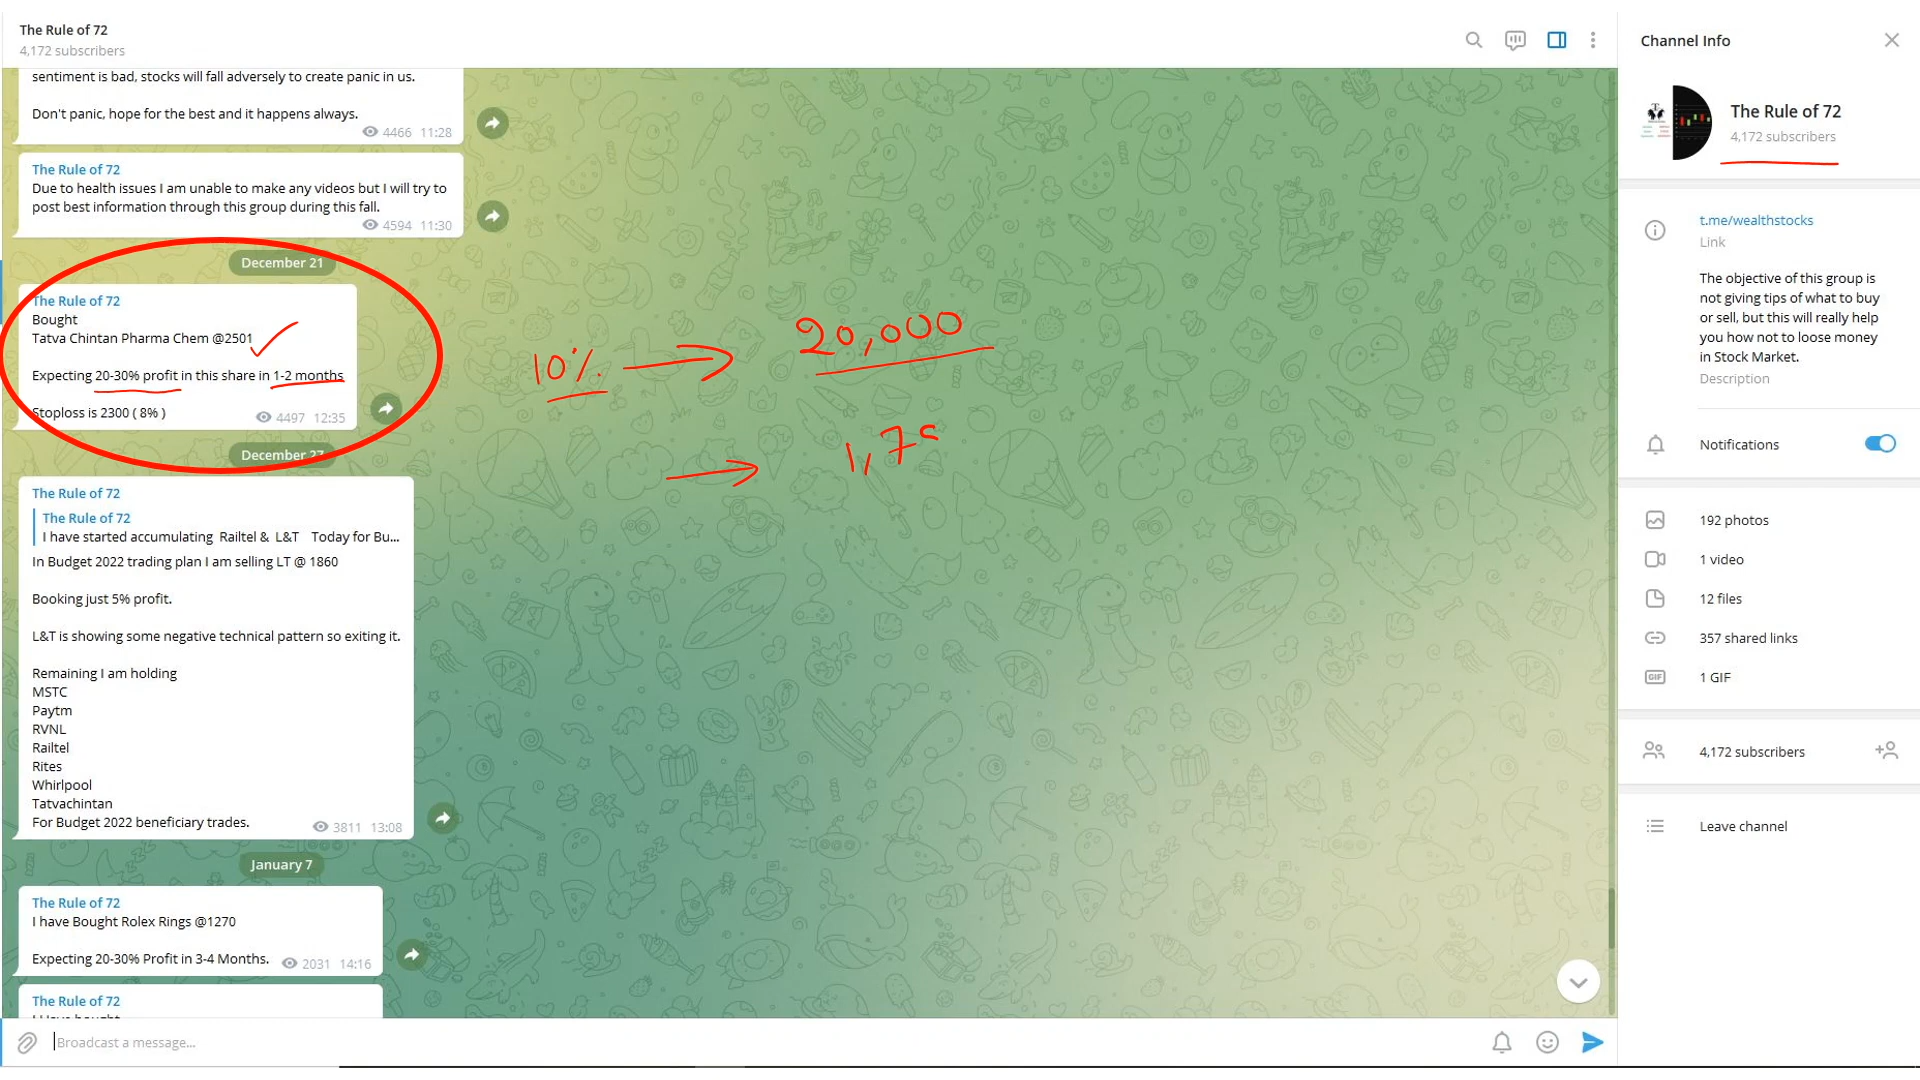 The Rule of 72
4,172 subscribers
sentiment is bad, stocks will fall adversely to create panic in us.
Don't panic, hope for the best and it happens always.
4466 11:28
The Rule of 72
Due to health issues I am unable to make any videos but I will try to
post best information through this group during this fall.
4594 11:30
December 21
The Rule of 72
Bought
Tatva Chintan Pharma Chem @2501
Expecting 20-30% profit in this share in 1-2 months
Stoploss is 2300 ( 8% )
4497 12:35
December 27
The Rule of 72
The Rule of 72
I have started accumulating Railtel & L&T Today for Bu...
In Budget 2022 trading plan I am selling LT @ 1860
Booking just 5% profit.
L&T is showing some negative technical pattern so exiting it.
Remaining I am holding
MSTC
Paytm
RVNL
Railtel
Rites
Whirlpool
Tatvachintan
For Budget 2022 beneficiary trades.
3811 13:08
January 7
The Rule of 72
I have Bought Rolex Rings @1270
Expecting 20-30% Profit in 3-4 Months.
2031 14:16
The Rule of 72
Broadcast a message...
10% → 20,000
→ 1,7
Channel Info
The Rule of 72
4,172 subscribers
t.me/wealthstocks
Link
The objective of this group is
not giving tips of what to buy
or sell, but this will really help
you how not to loose money
in Stock Market.
Description
Notifications
192 photos
1 video
12 files
357 shared links
GIF
1 GIF
4,172 subscribers
Leave channel